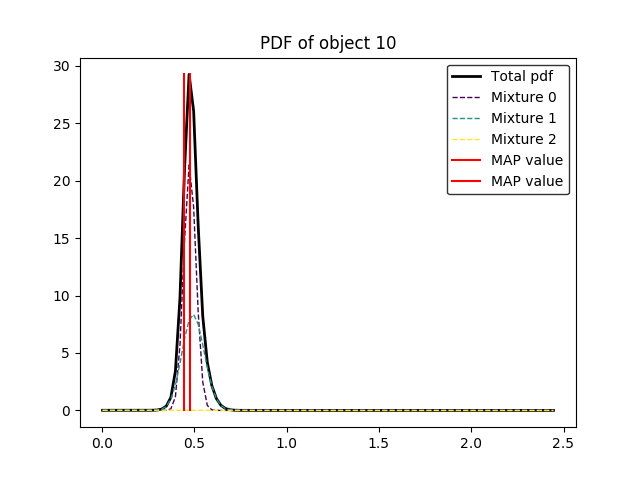 PDF of object 10
Total pdf
Mixture 0
Mixture 1
Mixture 2
MAP value
MAP value
30
25
20
15
10
5
0
0.0 0.5 1.0 1.5 2.0 2.5